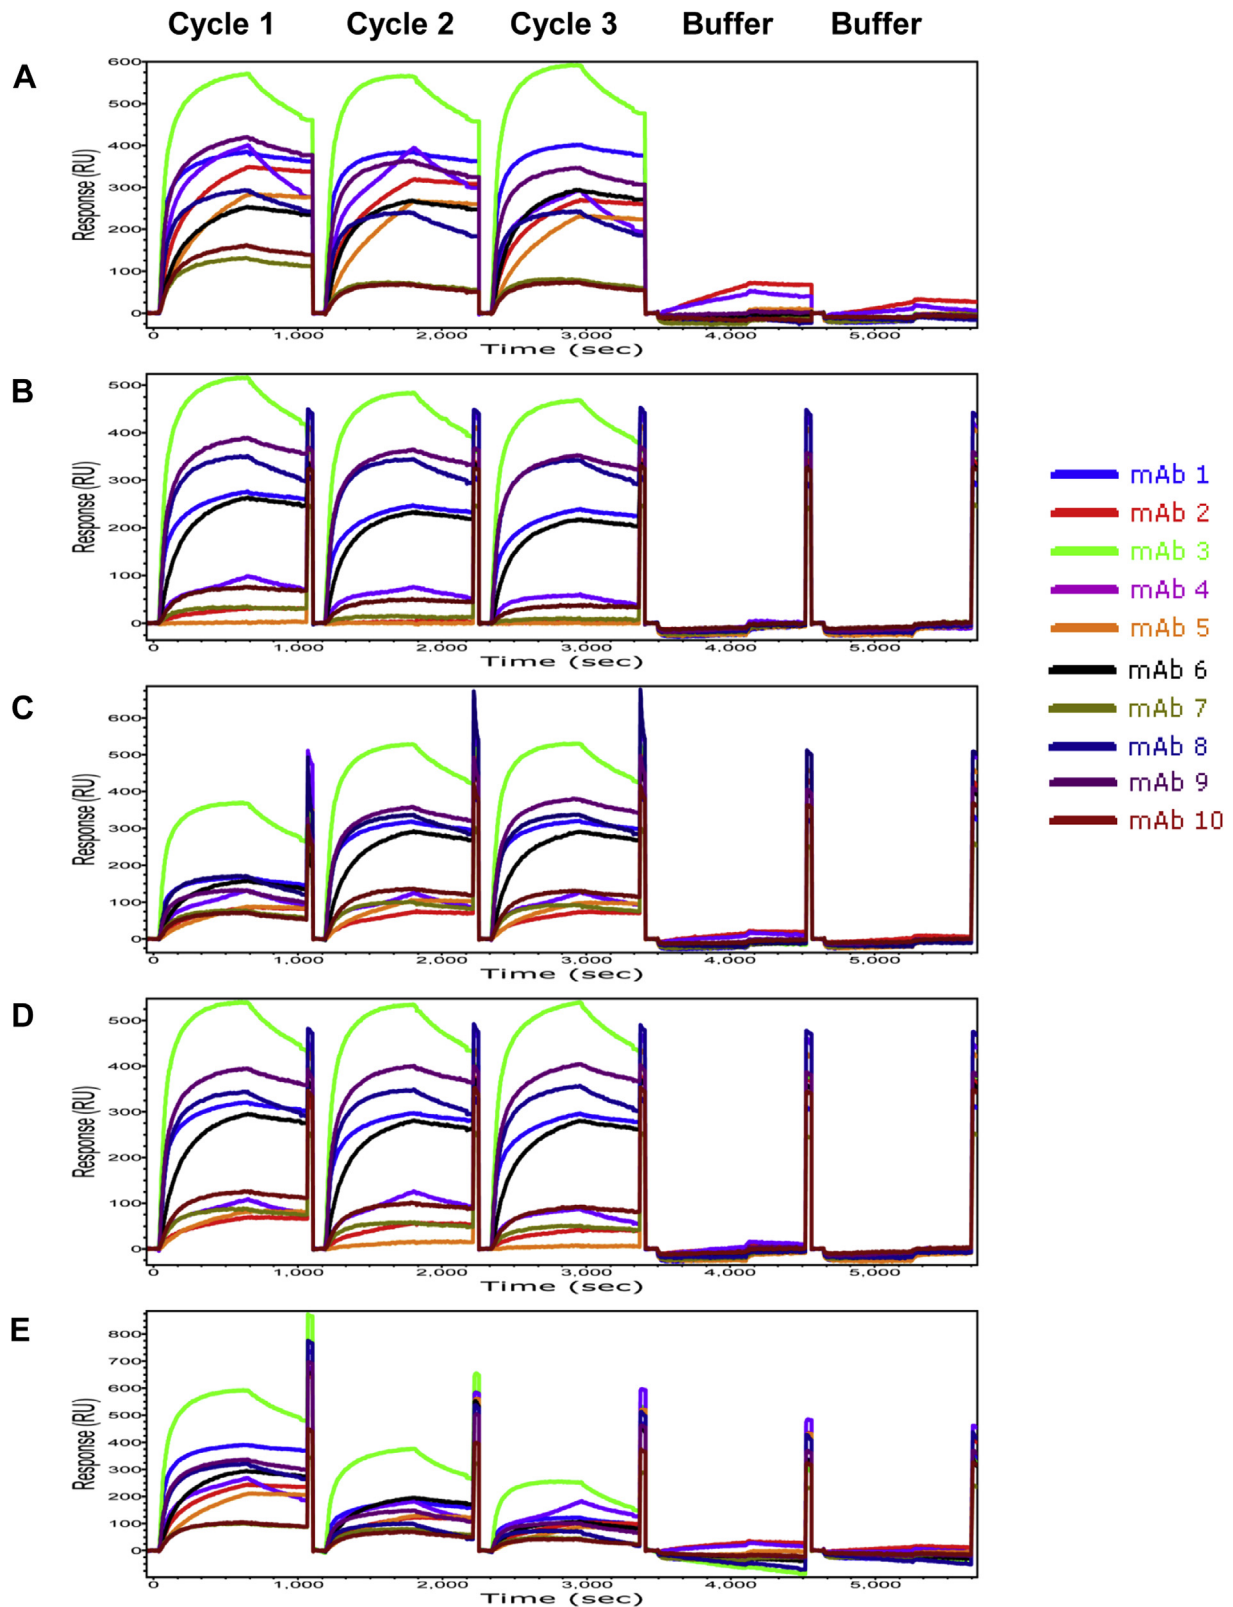 Cycle 1 Cycle 2 Cycle 3 Buffer Buffer
A
600
500
400
300
200
100
0
Response (RU)
0 1,000 2,000 3,000 4,000 5,000
Time (sec)
B
500
400
300
200
100
0
Response (RU)
0 1,000 2,000 3,000 4,000 5,000
Time (sec)
C
600
500
400
300
200
100
0
Response (RU)
0 1,000 2,000 3,000 4,000 5,000
Time (sec)
D
500
400
300
200
100
0
Response (RU)
0 1,000 2,000 3,000 4,000 5,000
Time (sec)
E
800
700
600
500
400
300
200
100
0
Response (RU)
0 1,000 2,000 3,000 4,000 5,000
Time (sec)
mAb 1
mAb 2
mAb 3
mAb 4
mAb 5
mAb 6
mAb 7
mAb 8
mAb 9
mAb 10